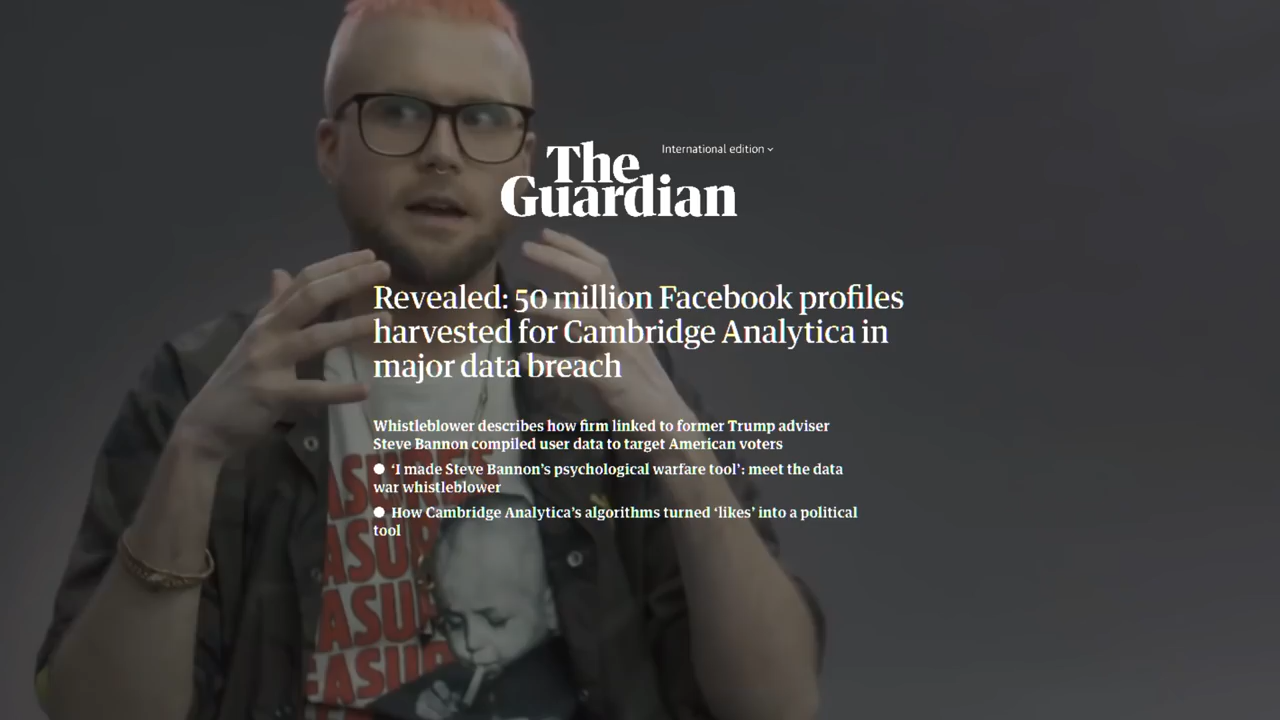 International edition
The
Guardian
Revealed: 50 million Facebook profiles
harvested for Cambridge Analytica in
major data breach
Whistleblower describes how firm linked to former Trump adviser
Steve Bannon compiled user data to target American voters
● ‘I made Steve Bannon’s psychological warfare tool’: meet the data
war whistleblower
● How Cambridge Analytica’s algorithms turned ‘likes’ into a political
tool